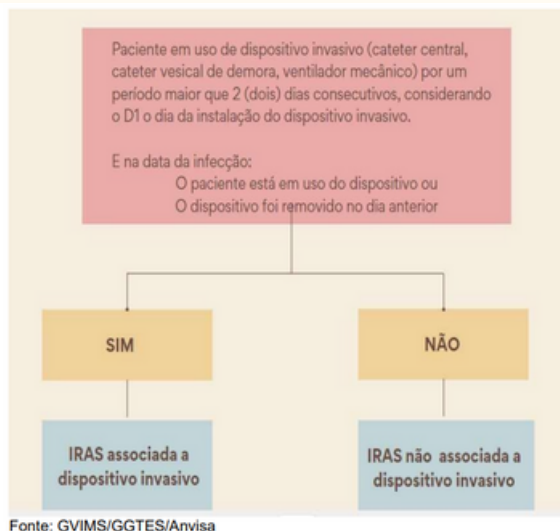 Paciente em uso de dispositivo invasivo (cateter central,
cateter vesical de demora, ventilador mecânico) por um
período maior que 2 (dois) dias consecutivos, considerando
o D1 o dia da instalação do dispositivo invasivo.
E na data da infecção:
O paciente está em uso do dispositivo ou
O dispositivo foi removido no dia anterior
SIM
NÃO
IRAS associada a
dispositivo invasivo
IRAS não associada a
dispositivo invasivo
Fonte: GVIMS/GGTES/Anvisa